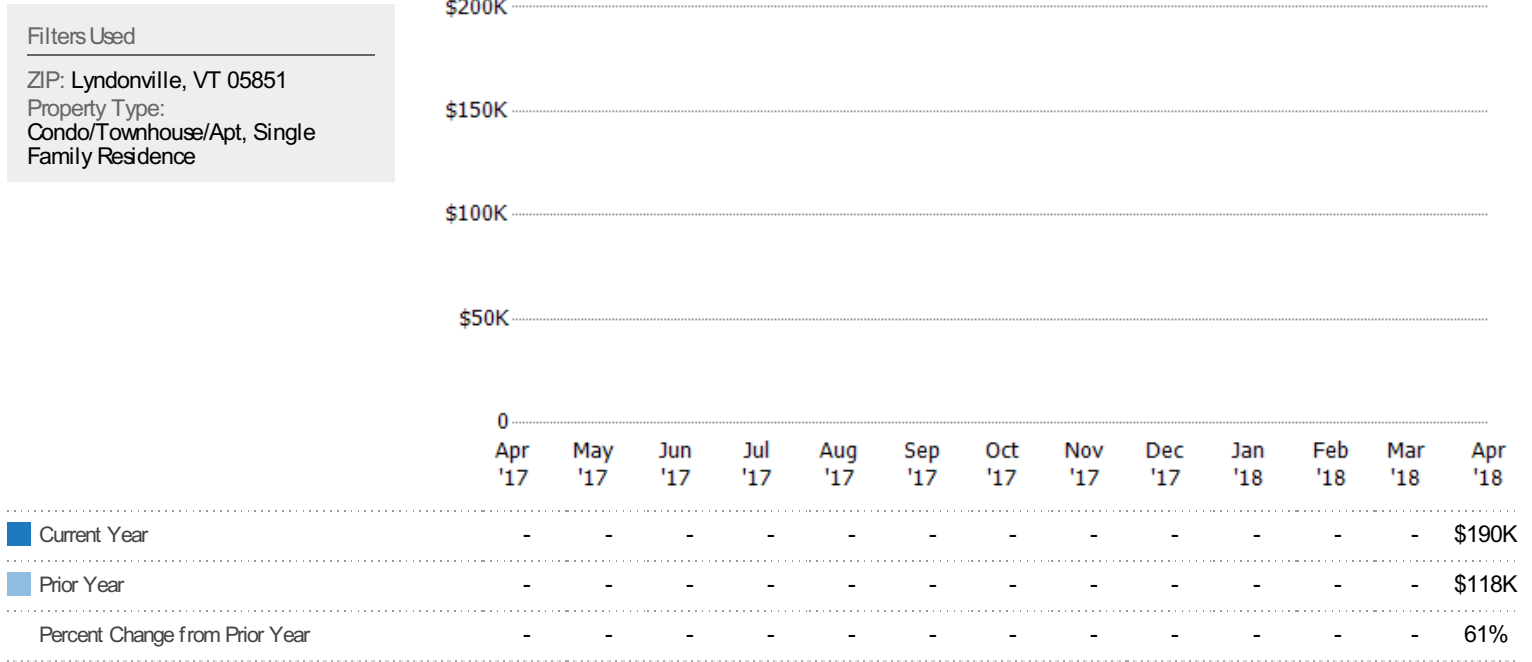 Filters Used
ZIP: Lyndonville, VT 05851
Property Type:
Condo/Townhouse/Apt, Single
Family Residence
$200K
$150K
$100K
$50K
0
Apr May Jun Jul Aug Sep Oct Nov Dec Jan Feb Mar Apr
'17 '17 '17 '17 '17 '17 '17 '17 '17 '18 '18 '18 '18
Current Year - - - - - - - - - - - - $190K
Prior Year - - - - - - - - - - - - $118K
Percent Change from Prior Year - - - - - - - - - - - - 61%